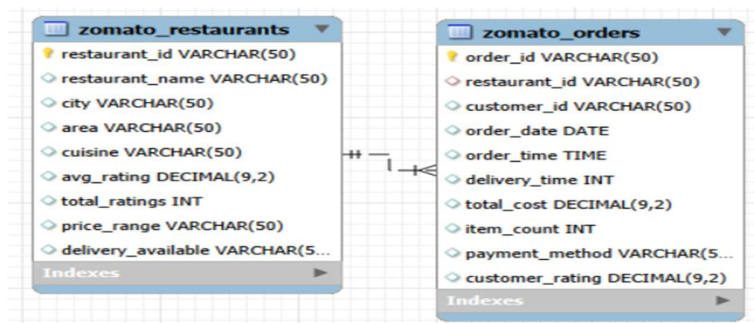 zomato_restaurants
restaurant_id VARCHAR(50)
restaurant_name VARCHAR(50)
city VARCHAR(50)
area VARCHAR(50)
cuisine VARCHAR(50)
avg_rating DECIMAL(9,2)
total_ratings INT
price_range VARCHAR(50)
delivery_available VARCHAR(5...
Indexes
zomato_orders
order_id VARCHAR(50)
restaurant_id VARCHAR(50)
customer_id VARCHAR(50)
order_date DATE
order_time TIME
delivery_time INT
total_cost DECIMAL(9,2)
item_count INT
payment_method VARCHAR(5...
customer_rating DECIMAL(9,2)
Indexes